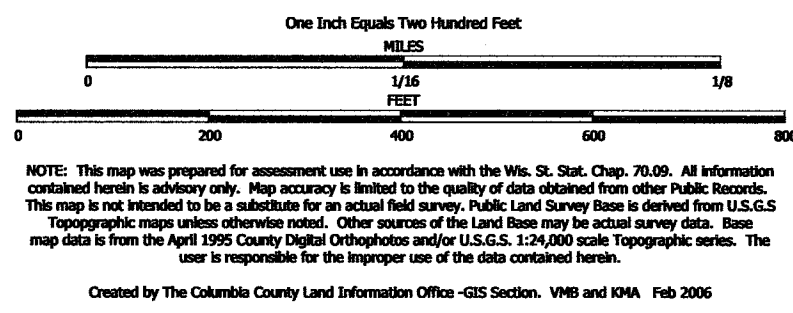 One Inch Equals Two Hundred Feet
MILES
0 1/16 1/8
FEET
0 200 400 600 800
NOTE: This map was prepared for assessment use in accordance with the Wis. St. Stat. Chap. 70.09. All information
contained herein is advisory only. Map accuracy is limited to the quality of data obtained from other Public Records.
This map is not intended to be a substitute for an actual field survey. Public Land Survey Base is derived from U.S.G.S
Topopgraphic maps unless otherwise noted. Other sources of the Land Base may be actual survey data. Base
map data is from the April 1995 County Digital Orthophotos and/or U.S.G.S. 1:24,000 scale Topographic series. The
user is responsible for the improper use of the data contained herein.
Created by The Columbia County Land Information Office -GIS Section. VMB and KMA Feb 2006